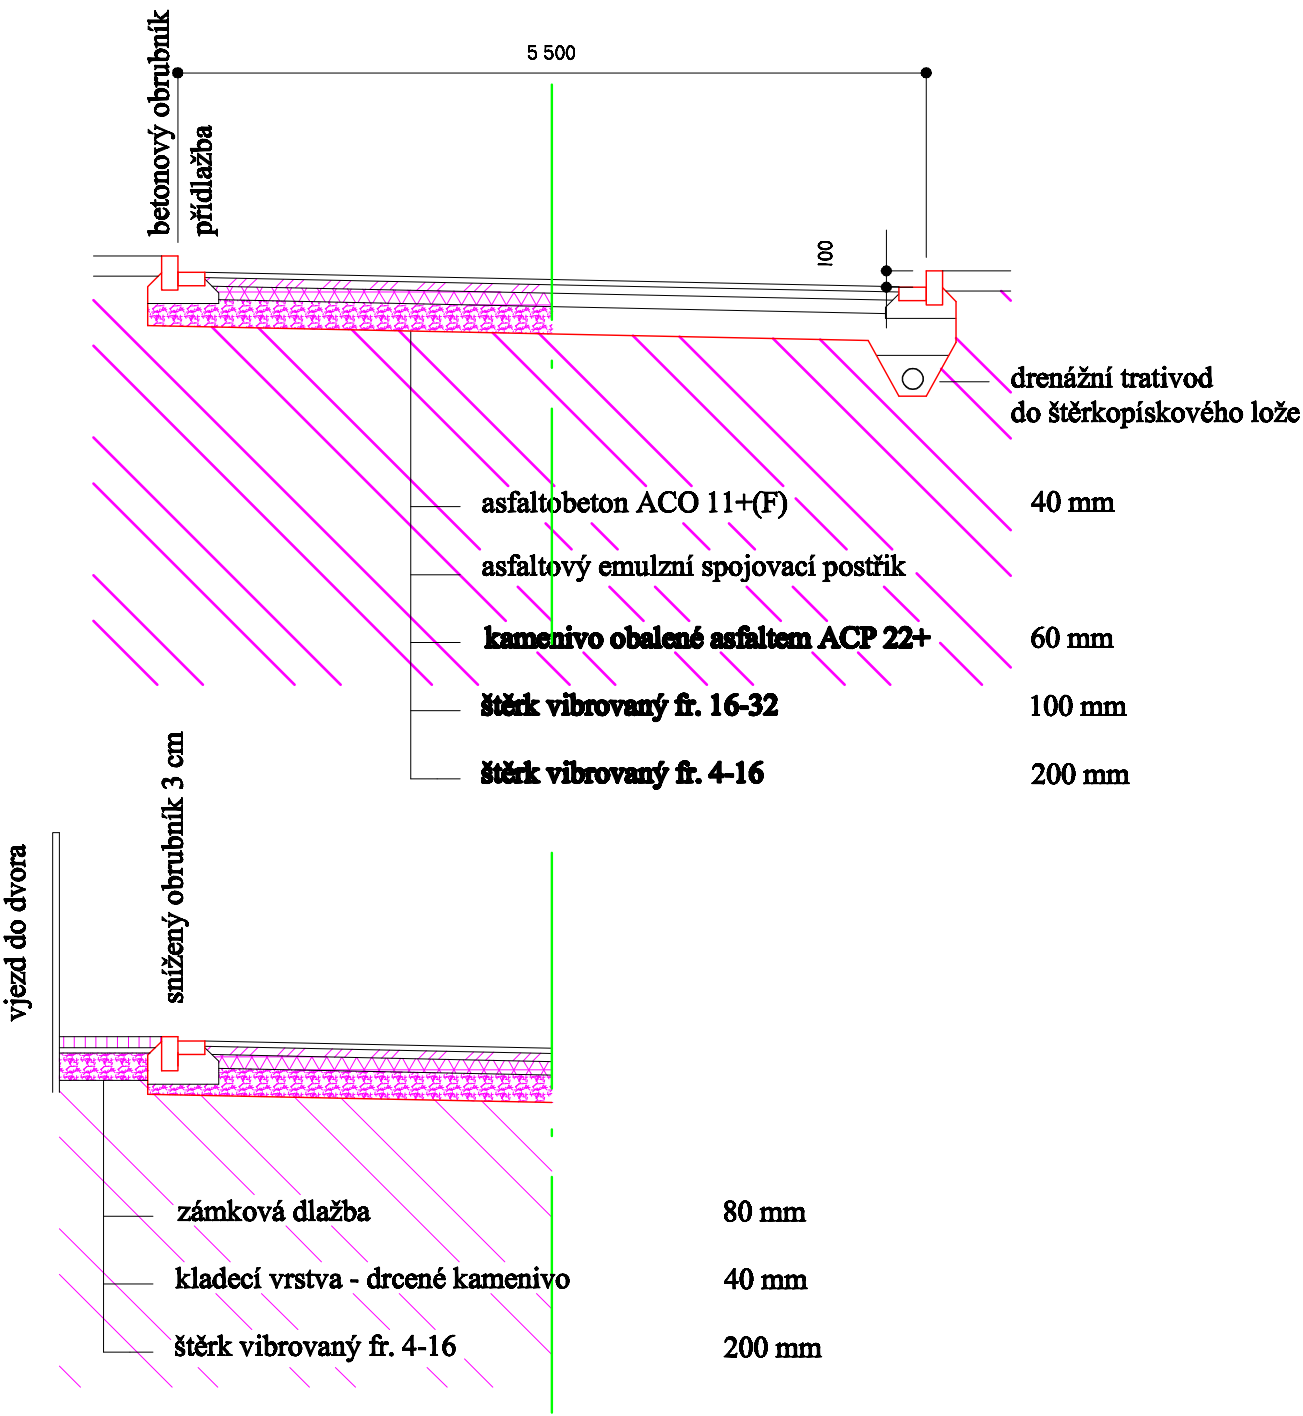 5 500
betonový obrubník
přídlažba
100
drenážní trativod
do štěrkopískového lože
asfaltobeton ACO 11+(F) 40 mm
asfaltový emulzní spojovací postřik
kamenivo obalené asfaltem ACP 22+ 60 mm
štěrk vibrovaný fr. 16-32 100 mm
štěrk vibrovaný fr. 4-16 200 mm
vjezd do dvora
snížený obrubník 3 cm
zámková dlažba 80 mm
kladecí vrstva - drcené kamenivo 40 mm
štěrk vibrovaný fr. 4-16 200 mm